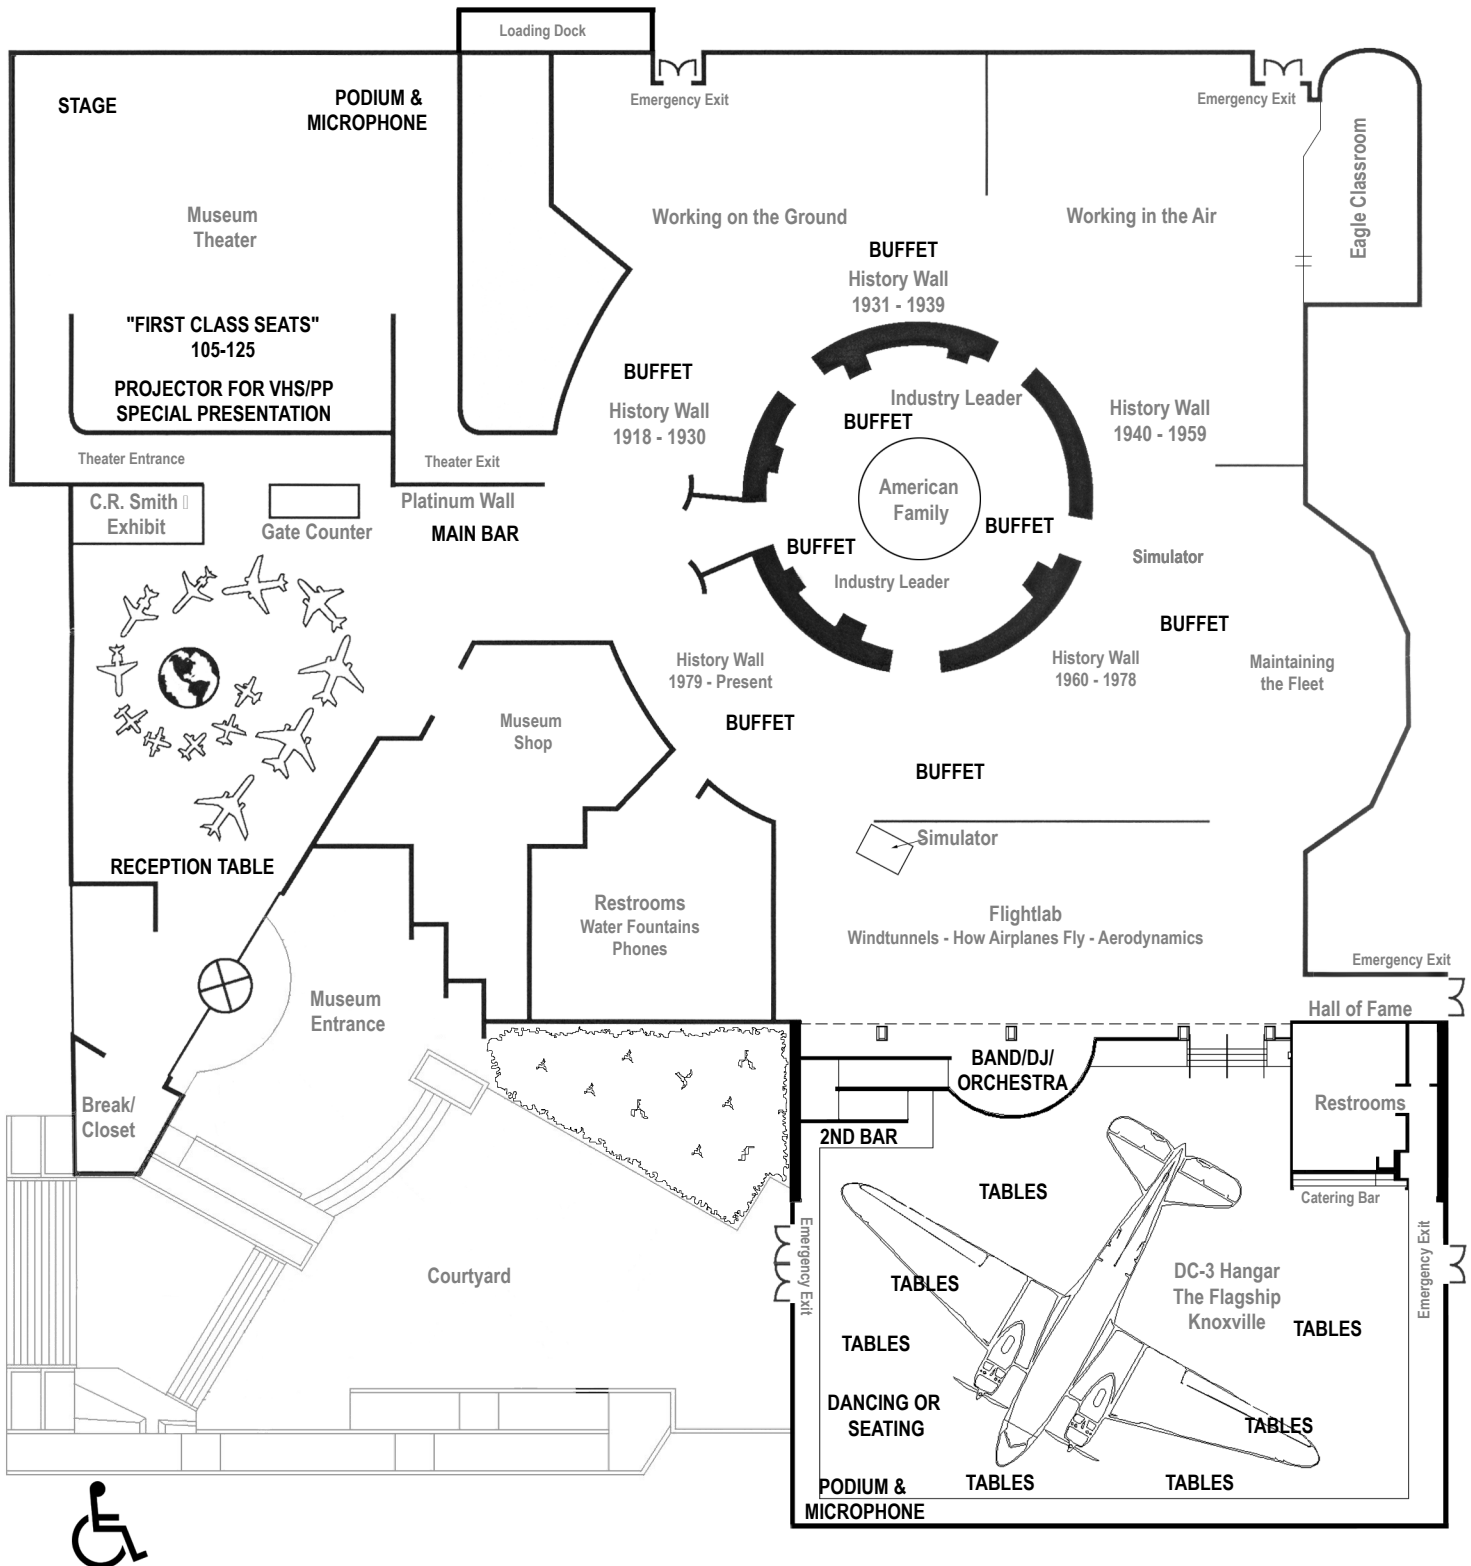 Loading Dock
Emergency Exit
Emergency Exit
STAGE
PODIUM &
MICROPHONE
Eagle Classroom
Museum
Theater
Working on the Ground
Working in the Air
BUFFET
History Wall
1931 - 1939
"FIRST CLASS SEATS"
105-125
PROJECTOR FOR VHS/PP
SPECIAL PRESENTATION
BUFFET
History Wall
1918 - 1930
Industry Leader
BUFFET
History Wall
1940 - 1959
Theater Entrance
Theater Exit
C.R. Smith
Exhibit
Gate Counter
Platinum Wall
MAIN BAR
American
Family
BUFFET
BUFFET
Industry Leader
Simulator
BUFFET
History Wall
1979 - Present
History Wall
1960 - 1978
Maintaining
the Fleet
BUFFET
Museum
Shop
BUFFET
Simulator
RECEPTION TABLE
Restrooms
Water Fountains
Phones
Flightlab
Windtunnels - How Airplanes Fly - Aerodynamics
Emergency Exit
Museum
Entrance
Hall of Fame
BAND/DJ/
ORCHESTRA
Break/
Closet
Restrooms
2ND BAR
TABLES
Catering Bar
Emergency Exit
Emergency Exit
Courtyard
TABLES
DC-3 Hangar
The Flagship
Knoxville
TABLES
TABLES
DANCING OR
SEATING
TABLES
TABLES
TABLES
PODIUM &
MICROPHONE